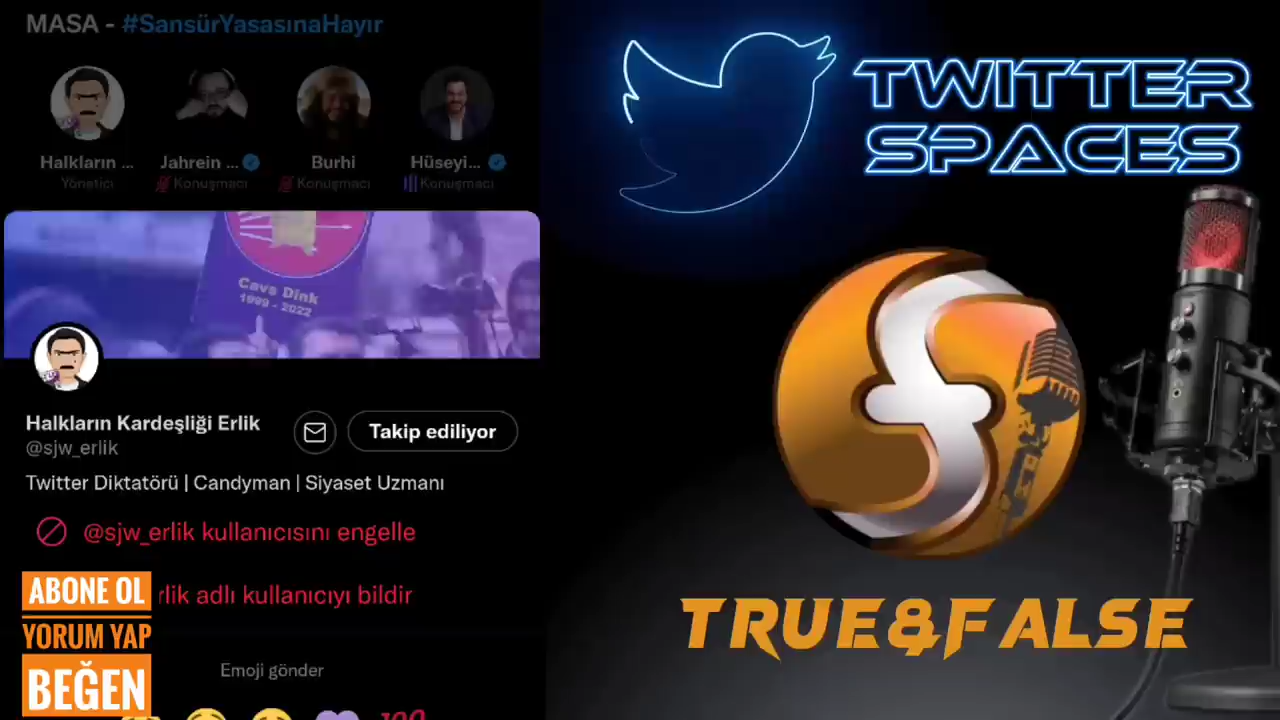 MASA - #SansürYasasınaHayır
Halkların ...
Jahrein ...
Burhi
Hüseyi...
Yönetici
Konuşmacı
Konuşmacı
Konuşmacı
Cavs Dink
1999 - 2022
Halkların Kardeşliği Erlik
@sjw_erlik
Takip ediliyor
Twitter Diktatörü | Candyman | Siyaset Uzmanı
@sjw_erlik kullanıcısını engelle
rlik adlı kullanıcıyı bildir
Emoji gönder
100
ABONE OL
YORUM YAP
BEĞEN
TWITTER
SPACES
TRUE&FALSE